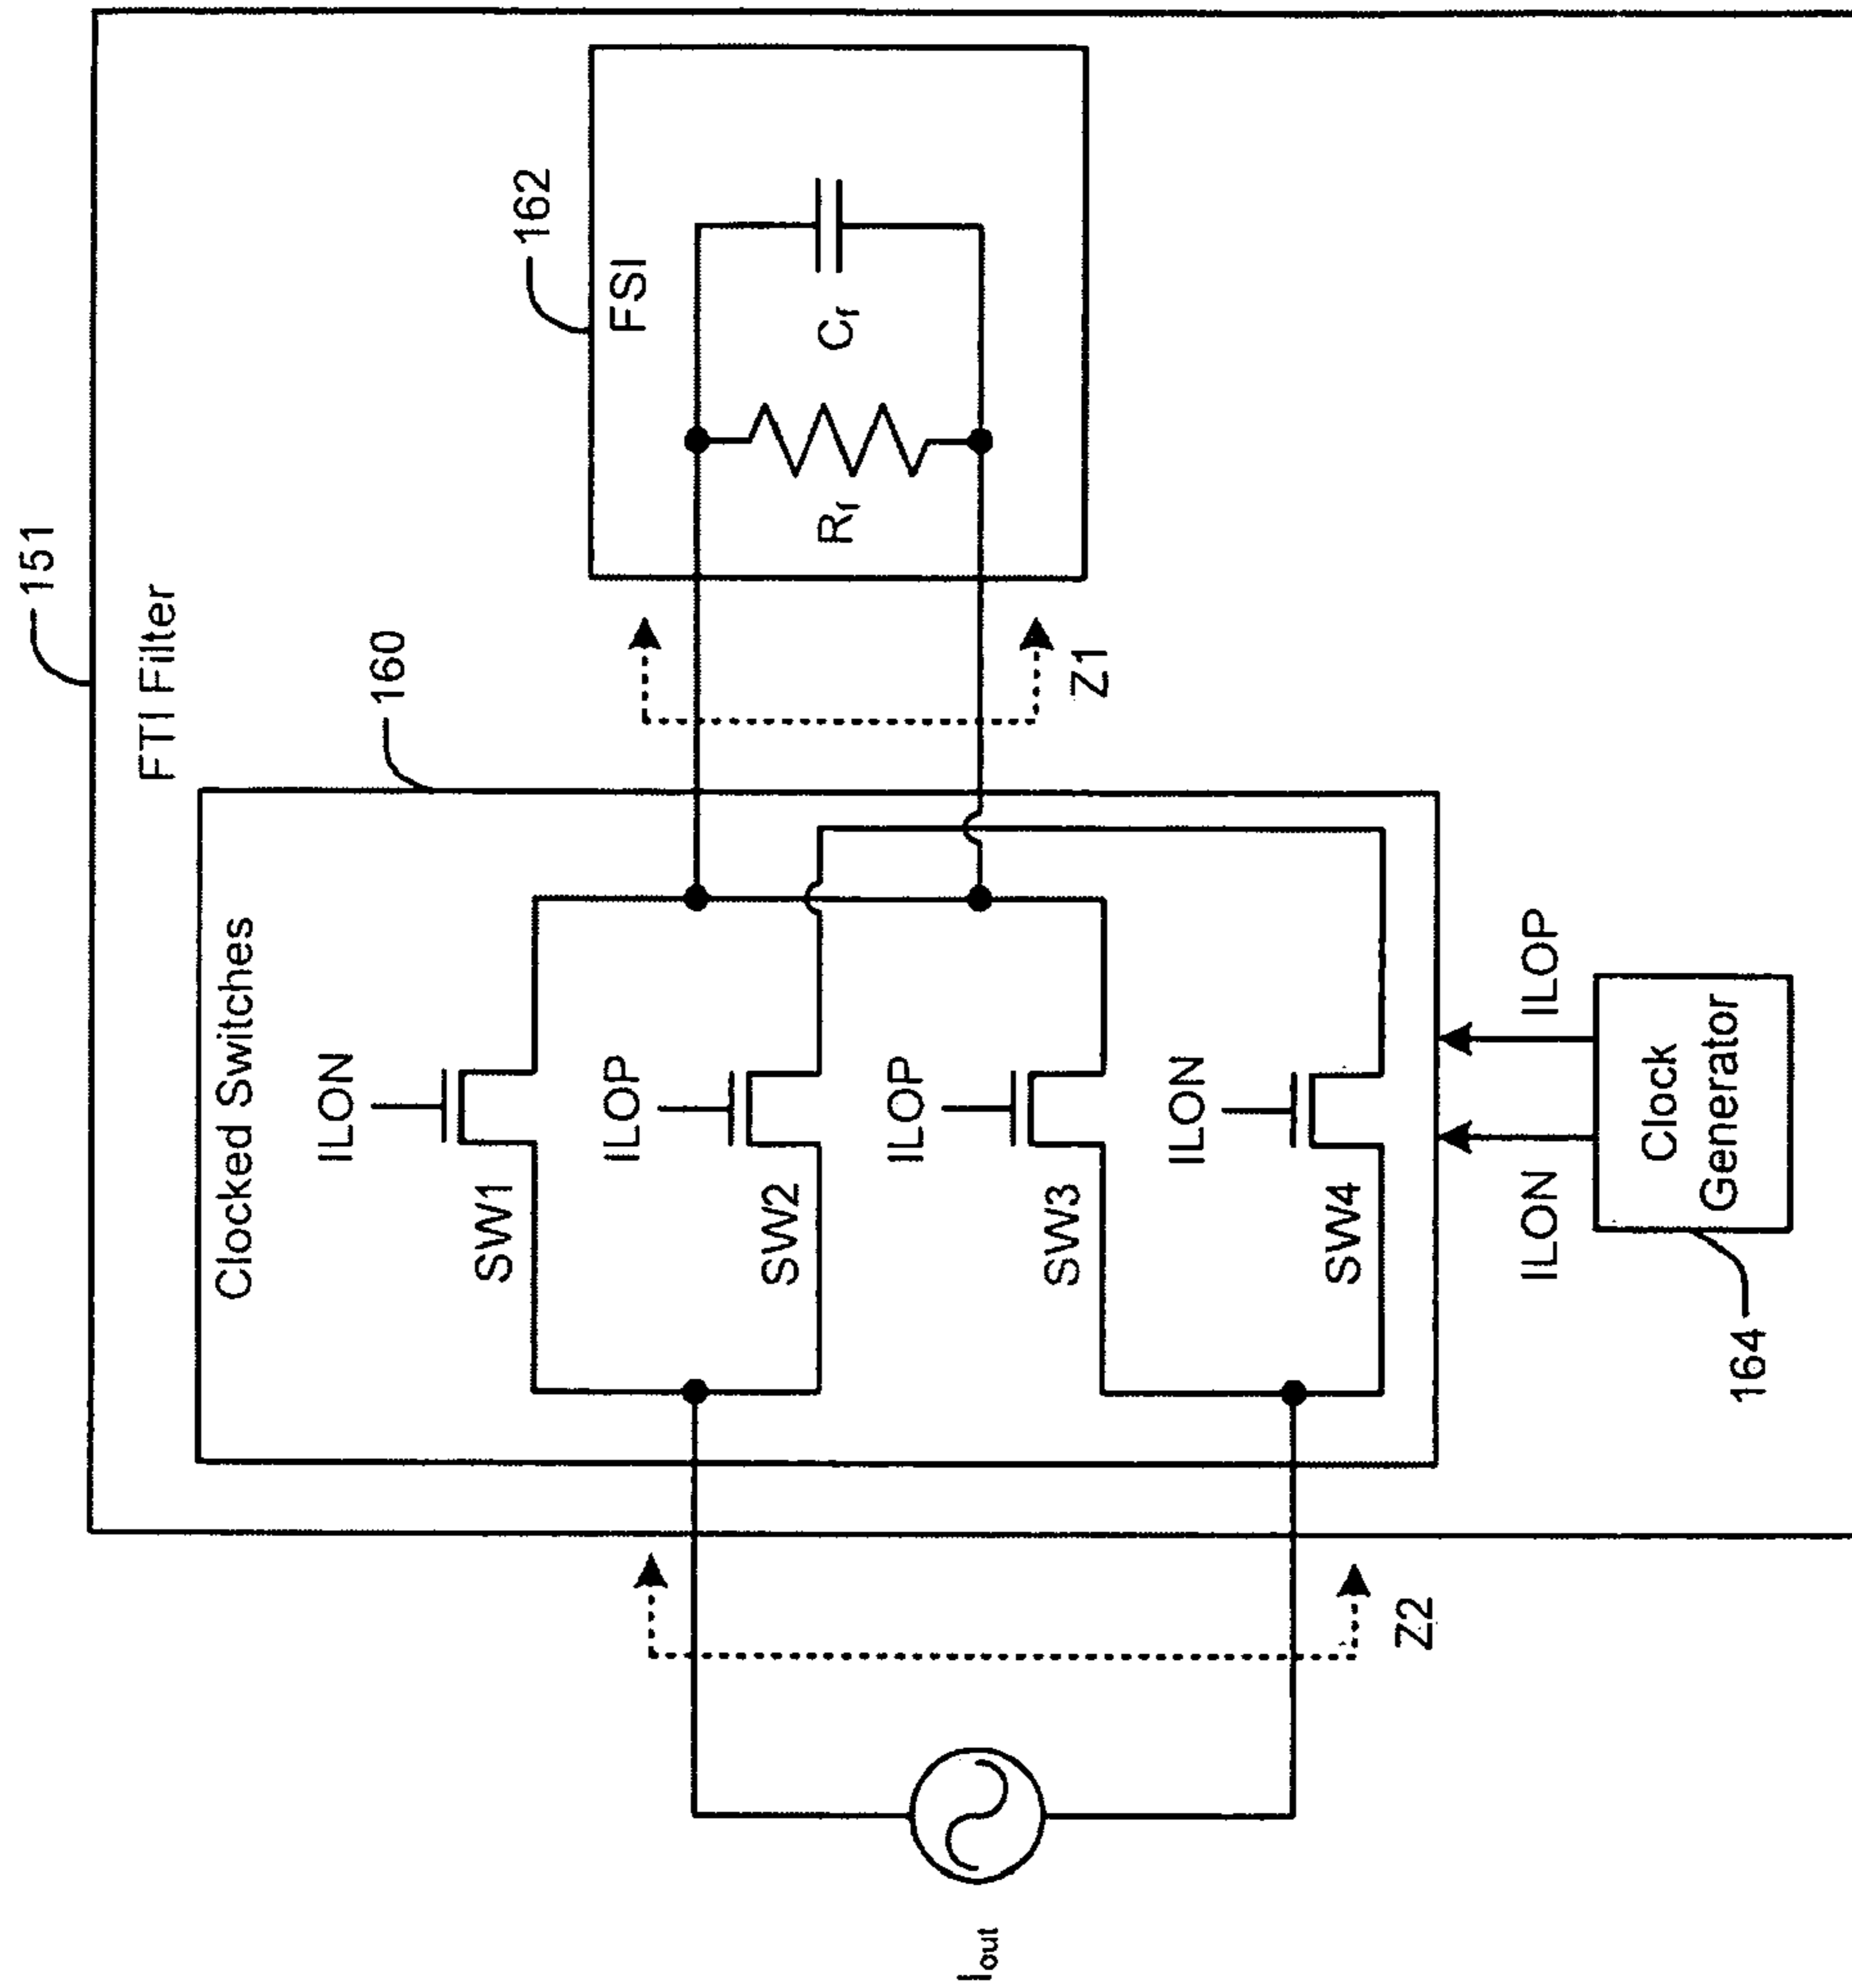 151
FTI Filter
160
Clocked Switches
162
FSI
ILON
SW1
ILOP
SW2
ILOP
SW3
ILON
SW4
Rf
Cf
Z1
Z2
Iout
ILON
ILOP
Clock
Generator
164